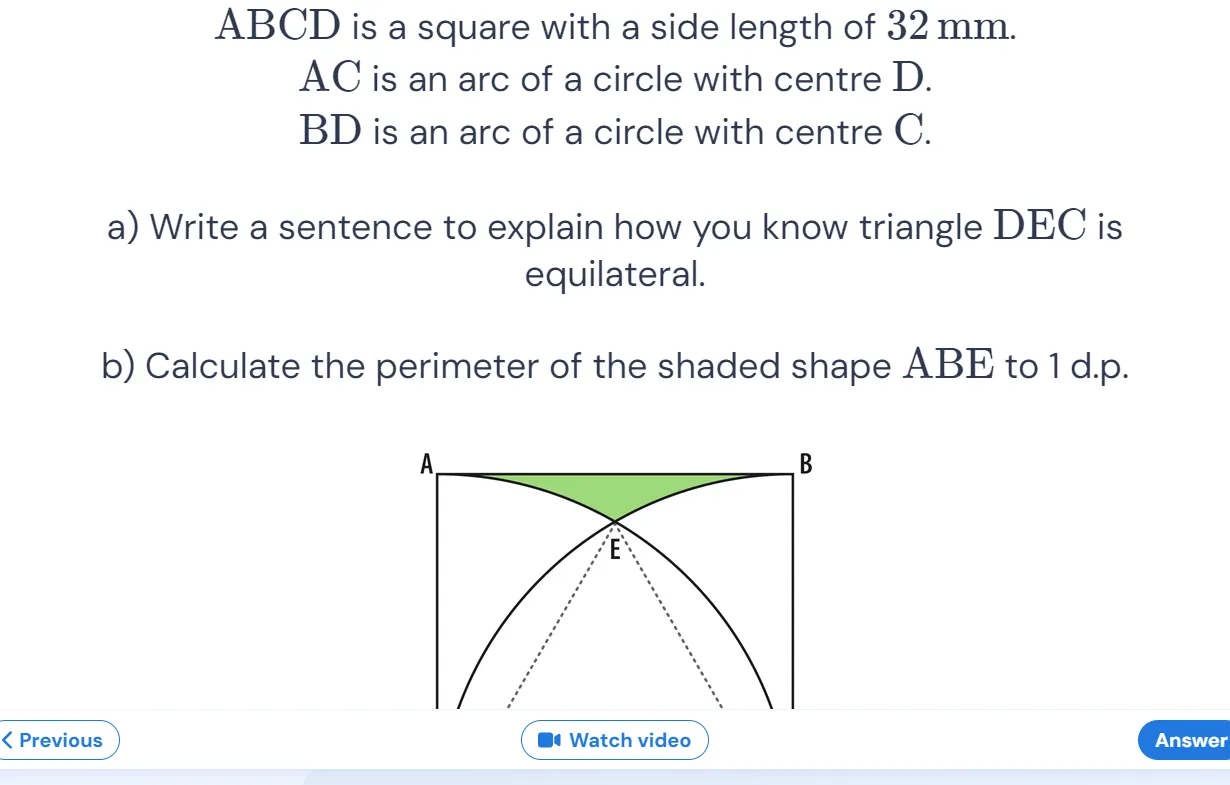 ABCD is a square with a side length of 32 mm.
AC is an arc of a circle with centre D.
BD is an arc of a circle with centre C.
a) Write a sentence to explain how you know triangle DEC is
equilateral.
b) Calculate the perimeter of the shaded shape ABE to 1 d.p.
A
B
E
Previous
Watch video
Answer